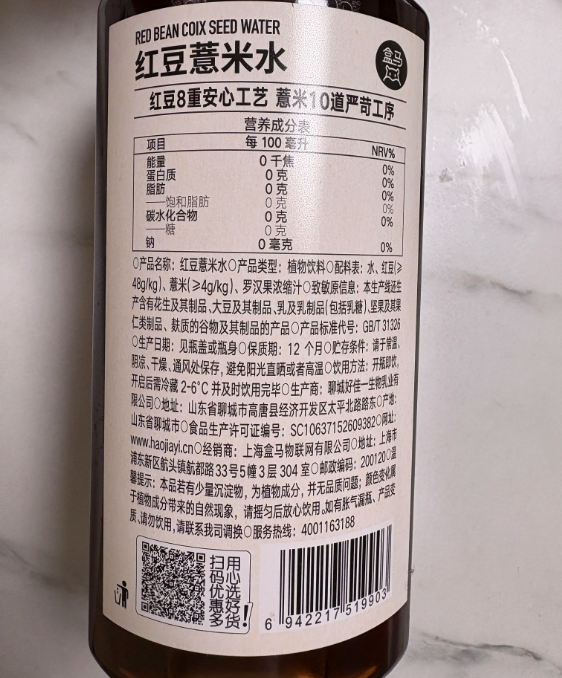 RED BEAN COIX SEED WATER
红豆薏米水
盒马
红豆8重安心工艺 薏米10道严苛工序
营养成分表
项目 每 100 毫升 NRV%
能量 0 千焦 0%
蛋白质 0 克 0%
脂肪 0 克 0%
——饱和脂肪 0 克 0%
碳水化合物 0 克 0%
——糖 0 克
钠 0 毫克 0%
○产品名称：红豆薏米水○产品类型：植物饮料○配料表：水、红豆(≥
48g/kg)、薏米(≥4g/kg)、罗汉果浓缩汁○致敏原信息：本生产线还生
产含有花生及其制品、大豆及其制品、乳及乳制品(包括乳糖)、坚果及其果
仁类制品、麸质的谷物及其制品的产品○产品标准代号：GB/T 31326
○生产日期：见瓶盖或瓶身○保质期：12 个月○贮存条件：请于常温、
阴凉、干燥、通风处保存，避免阳光直晒或者高温○饮用方法：开瓶即饮，
开启后需冷藏 2-6°C 并及时饮用完毕○生产商：聊城好佳一生物乳业有
限公司○地址：山东省聊城市高唐县经济开发区太平北路路东○产地：
山东省聊城市○食品生产许可证编号：SC10637152609382○网址：
www.haojiayi.cn○经销商：上海盒马物联网有限公司○地址：上海市
浦东新区航头镇航都路 33 号 5 幢 3 层 304 室○邮政编码：200120○温
馨提示：本品若有少量沉淀物，为植物成分，并无品质问题；颜色变化属
于植物成分带来的自然现象，请摇匀后放心饮用。如有胀气漏瓶、产品变
质，请勿饮用，请联系我司调换○服务热线：4001163188
扫码优惠多
用心选好货!
6 942217 519903